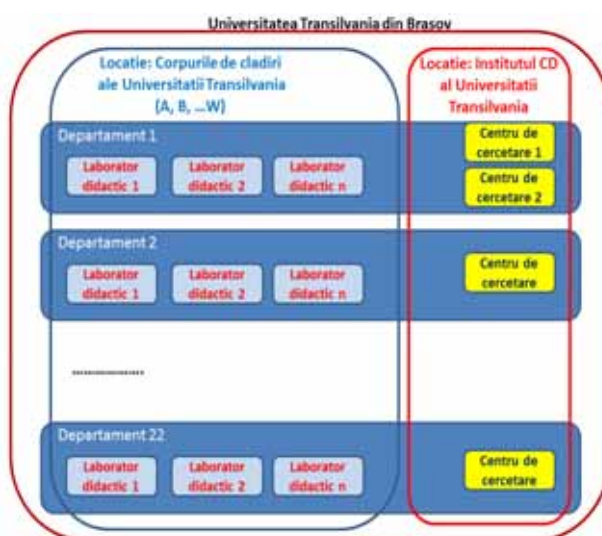 Universitatea Transilvania din Brasov
Locatie: Corpurile de cladiri
ale Universitatii Transilvania
(A, B, ...W)
Locatie: Institutul CD
al Universitatii
Transilvania
Departament 1
Laborator
didactic 1
Laborator
didactic 2
Laborator
didactic n
Centru de
cercetare 1
Centru de
cercetare 2
Departament 2
Laborator
didactic 1
Laborator
didactic 2
Laborator
didactic n
Centru de
cercetare
..................
Departament 22
Laborator
didactic 1
Laborator
didactic 2
Laborator
didactic n
Centru de
cercetare